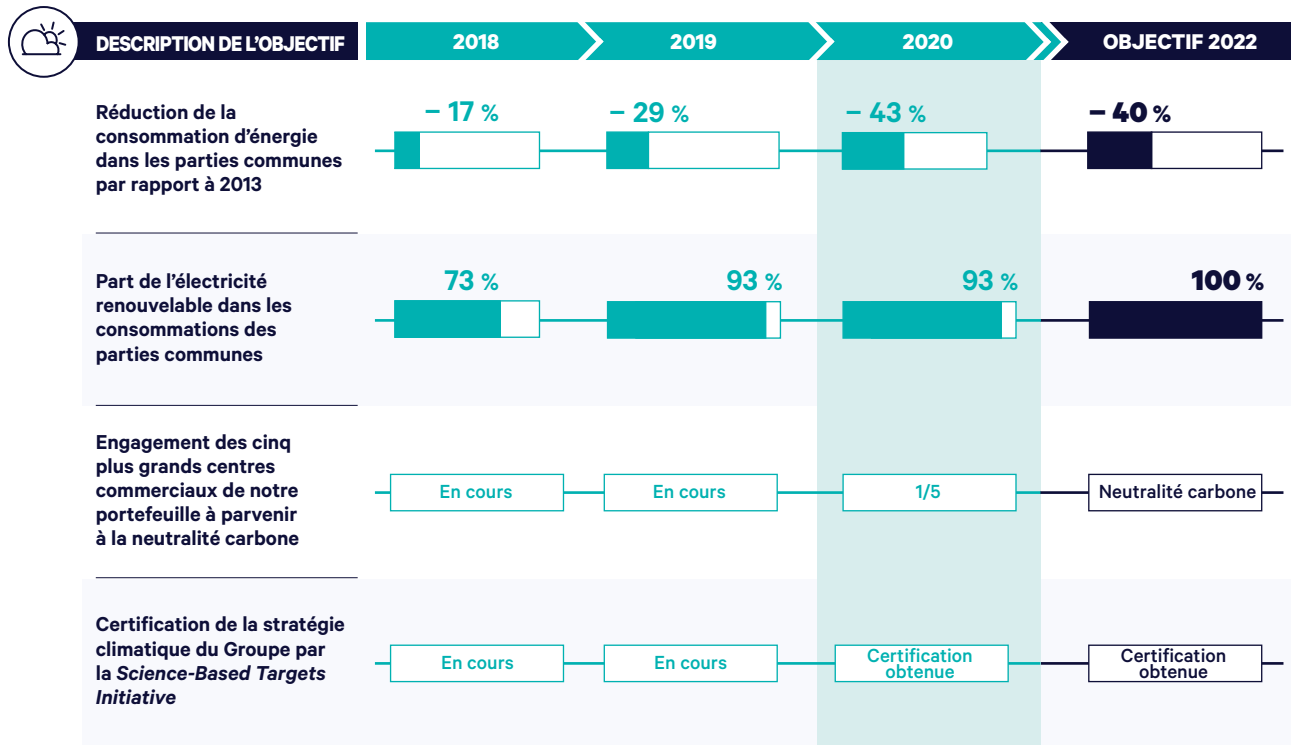 DESCRIPTION DE L'OBJECTIF 2018 2019 2020 OBJECTIF 2022
Réduction de la
consommation d'énergie
dans les parties communes
par rapport à 2013
– 17 % – 29 % – 43 % – 40 %
Part de l'électricité
renouvelable dans les
consommations des
parties communes
73 % 93 % 93 % 100 %
Engagement des cinq
plus grands centres
commerciaux de notre
portefeuille à parvenir
à la neutralité carbone
En cours En cours 1/5 Neutralité carbone
Certification de la stratégie
climatique du Groupe par
la Science-Based Targets
Initiative
En cours En cours
Certification
obtenue
Certification
obtenue